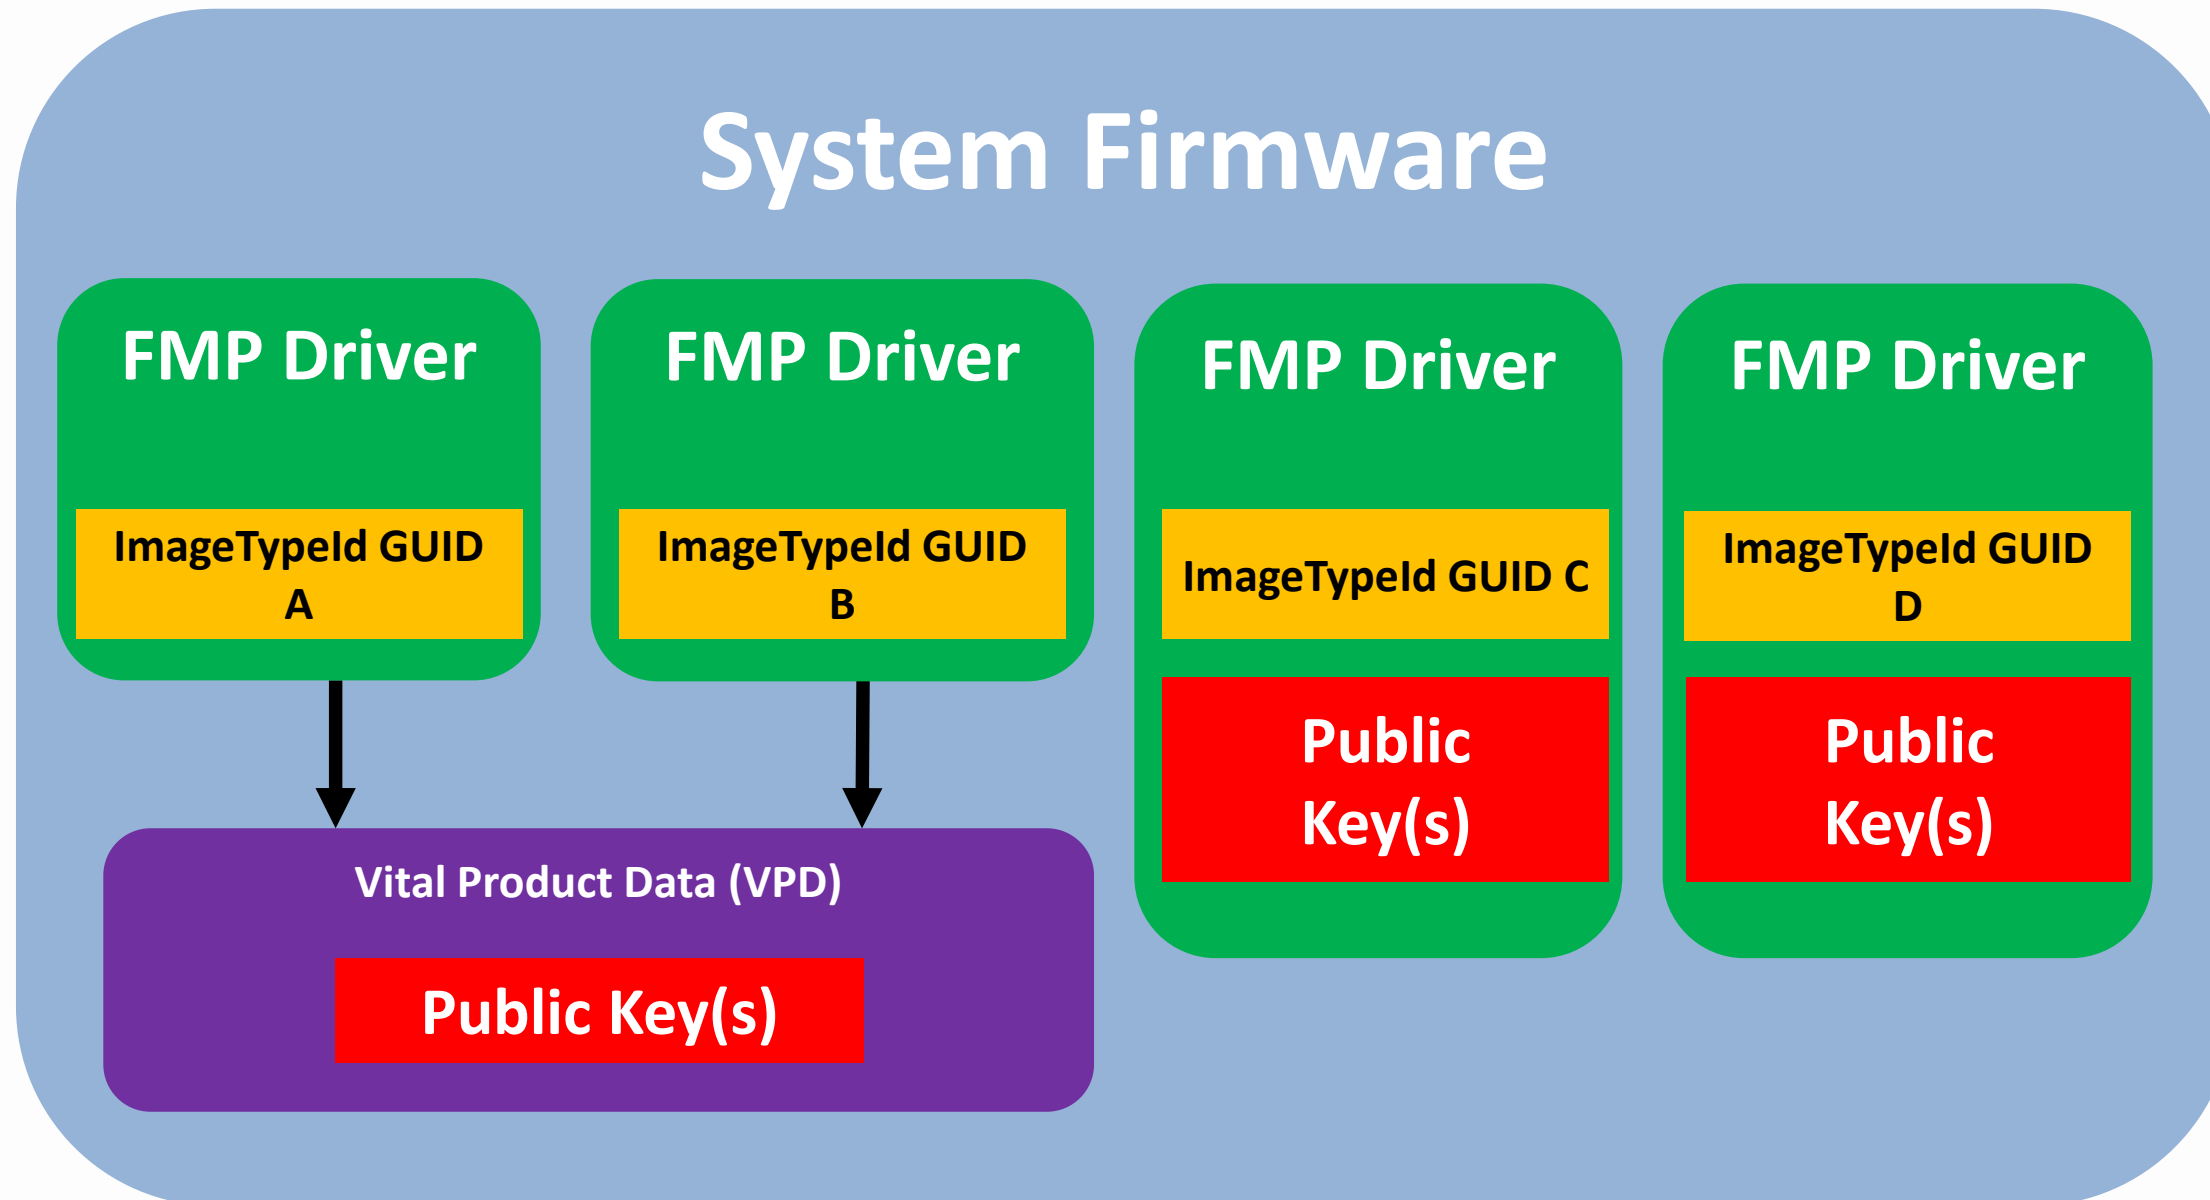 System Firmware
FMP Driver
ImageTypeId GUID
A
FMP Driver
ImageTypeId GUID
B
FMP Driver
ImageTypeId GUID C
Public
Key(s)
FMP Driver
ImageTypeId GUID
D
Public
Key(s)
Vital Product Data (VPD)
Public Key(s)